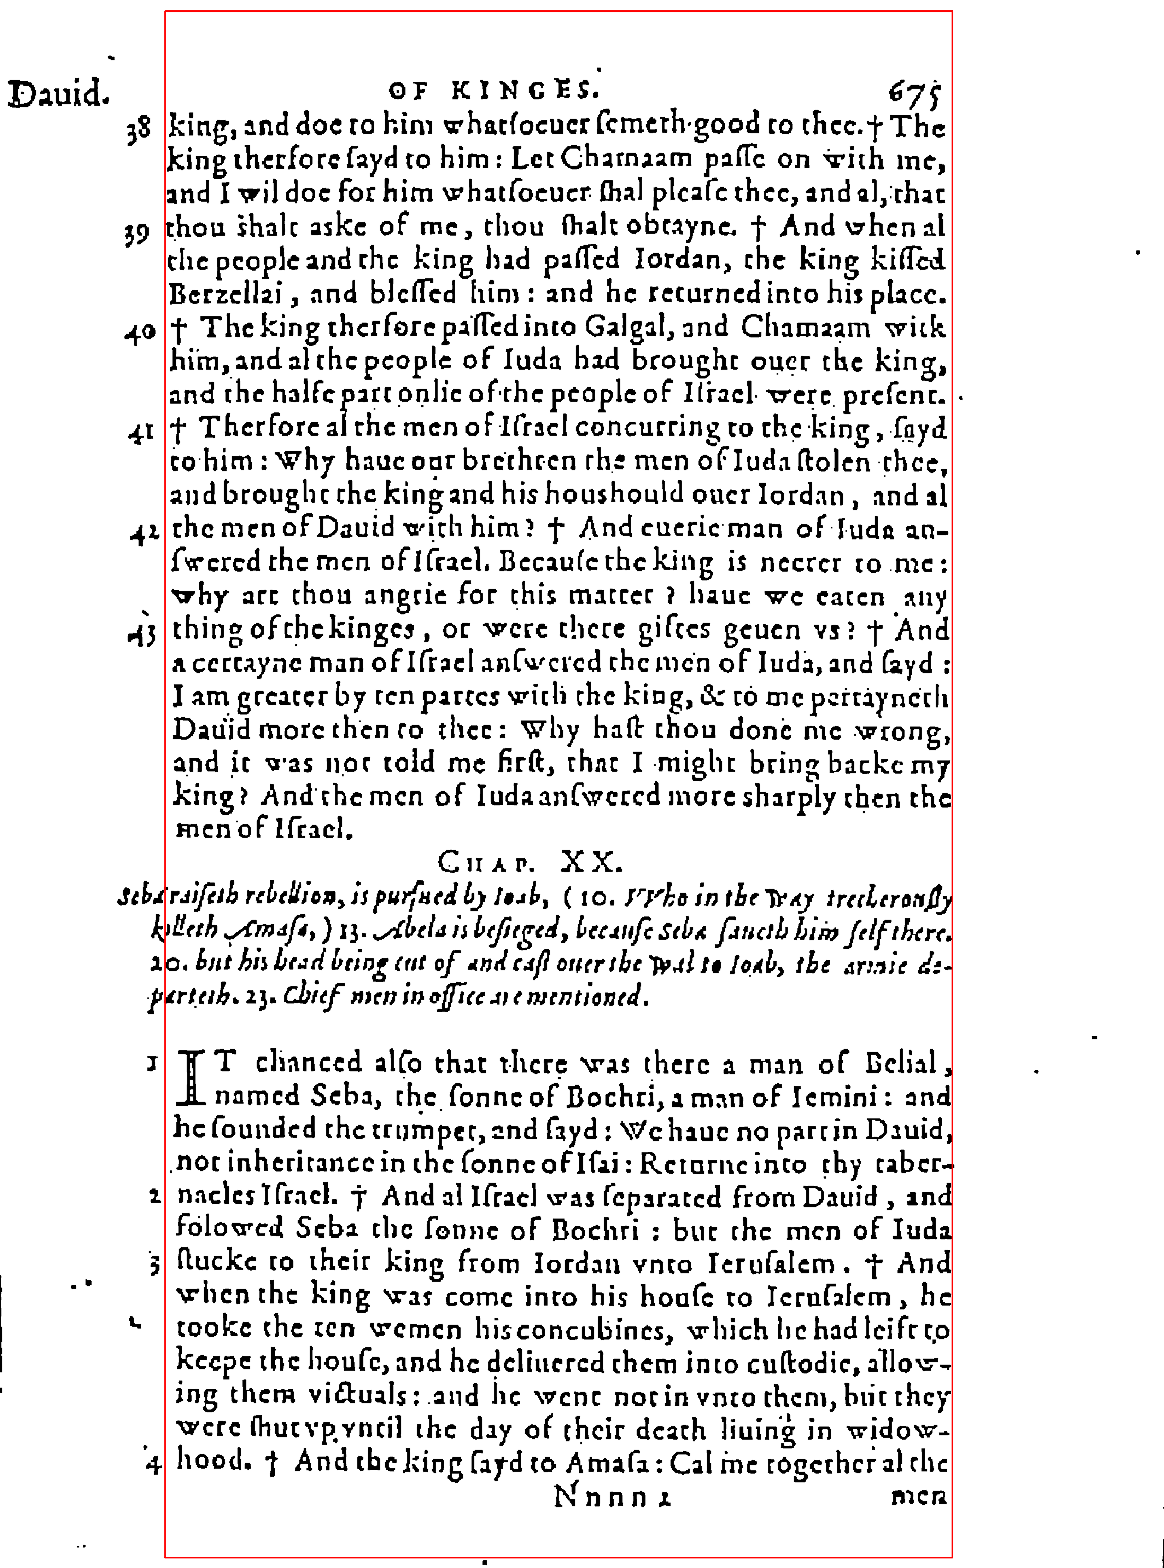 Dauid. OF KINGES. 675
38 king, and doe to him whatſoeuer ſemeth good to thee. † The
king therfore ſayd to him: Let Chamaam paſſe on with me,
and I wil doe for him whatſoeuer ſhal pleaſe thee, and al, that
39 thou shalt aske of me, thou ſhalt obtayne. † And when al
the people and the king had paſſed Iordan, the king kiſſed
Berzellai, and bleſſed him: and he returned into his place.
40 † The king therfore paſſed into Galgal, and Chamaam with
him, and al the people of Iuda had brought ouer the king,
and the halfe part onlie of the people of Iſrael were preſent.
41 † Therfore al the men of Iſrael concurring to the king, ſayd
to him: Why haue our brethren the men of Iuda ſtolen thee,
and brought the king and his houshould ouer Iordan, and al
42 the men of Dauid with him? † And euerie man of Iuda an-
ſwered the men of Iſrael. Becauſe the king is neerer to me:
why art thou angrie for this matter? haue we eaten any
43 thing of the kinges, or were there giftes geuen vs? † And
a certayne man of Iſrael anſwered the men of Iuda, and ſayd:
I am greater by ten partes with the king, & to me pertayneth
Dauid more then to thee: Why haſt thou done me wrong,
and it was not told me firſt, that I might bring backe my
king? And the men of Iuda anſwered more sharply then the
men of Iſrael.
CHAP. XX.
Seba raiſeth rebellion, is purſued by Ioab, (10. VVho in the way trecherouſly
killeth Amaſa,) 13. Abela is beſieged, becauſe Seba ſaueth him ſelf there.
20. but his head being cut of and caſt ouer the wal to Ioab, the armie de-
parteth. 23. Chief men in office are mentioned.
1 IT chanced alſo that there was there a man of Belial,
named Seba, the ſonne of Bochri, a man of Iemini: and
he ſounded the trumpet, and ſayd: We haue no part in Dauid,
nor inheritance in the ſonne of Iſai: Returne into thy taber-
2 nacles Iſrael. † And al Iſrael was ſeparated from Dauid, and
folowed Seba the ſonne of Bochri: but the men of Iuda
3 ſtucke to their king from Iordan vnto Ieruſalem. † And
when the king was come into his houſe to Ieruſalem, he
tooke the ten wemen his concubines, which he had leift to
keepe the houſe, and he deliuered them into cuſtodie, allow-
ing them victuals: and he went not in vnto them, but they
were ſhut vp vntil the day of their death liuing in widow-
4 hood. † And the king ſayd to Amaſa: Cal me together al the
Nnnn 2 men